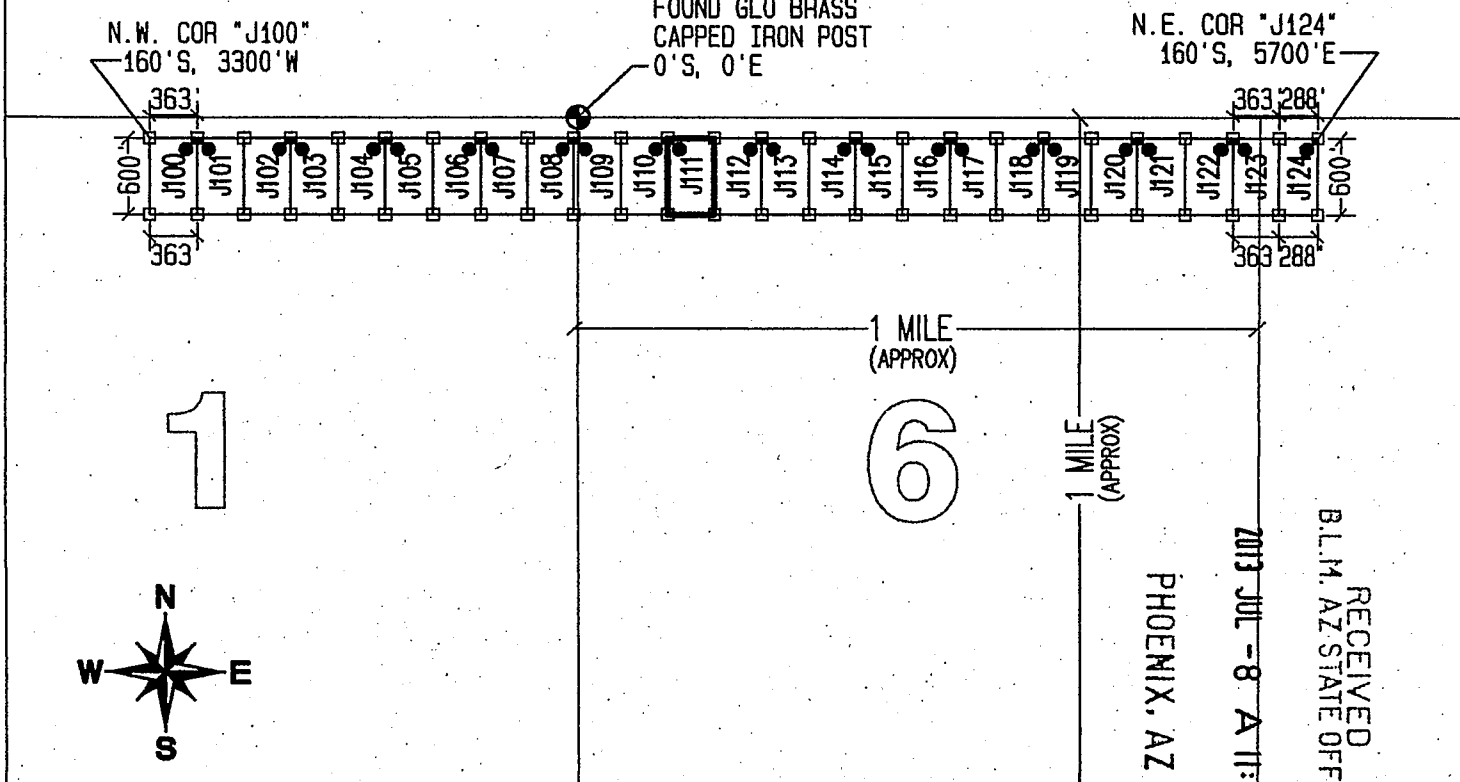 N.W. COR "J100"
160'S, 3300'W
FOUND GLO BRASS
CAPPED IRON POST
0'S, 0'E
N.E. COR "J124"
160'S, 5700'E
363'
363' 288'
600'
J100
J101
J102
J103
J104
J105
J106
J107
J108
J109
J110
J111
J112
J113
J114
J115
J116
J117
J118
J119
J120
J121
J122
J123
J124
600'
363'
363' 288'
1 MILE
(APPROX)
1
6
1 MILE
(APPROX)
RECEIVED
B.L.M. AZ STATE OFF
2013 JUL -8 A 11:
PHOENIX, AZ
N
W E
S